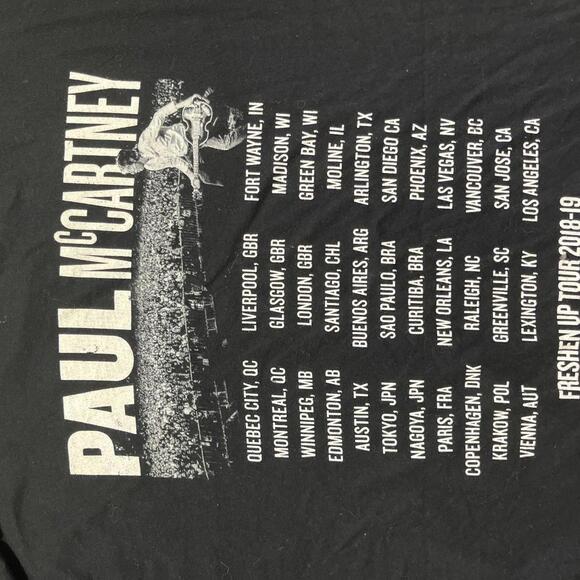 PAUL McCARTNEY
QUEBEC CITY, QC
MONTREAL, QC
WINNIPEG, MB
EDMONTON, AB
AUSTIN, TX
TOKYO, JPN
NAGOYA, JPN
PARIS, FRA
COPENHAGEN, DNK
KRAKOW, POL
VIENNA, AUT
LIVERPOOL, GBR
GLASGOW, GBR
LONDON, GBR
SANTIAGO, CHL
BUENOS AIRES, ARG
SAO PAULO, BRA
CURITIBA, BRA
NEW ORLEANS, LA
RALEIGH, NC
GREENVILLE, SC
LEXINGTON, KY
FORT WAYNE, IN
MADISON, WI
GREEN BAY, WI
MOLINE, IL
ARLINGTON, TX
SAN DIEGO CA
PHOENIX, AZ
LAS VEGAS, NV
VANCOUVER, BC
SAN JOSE, CA
LOS ANGELES, CA
FRESHEN UP TOUR 2018-19